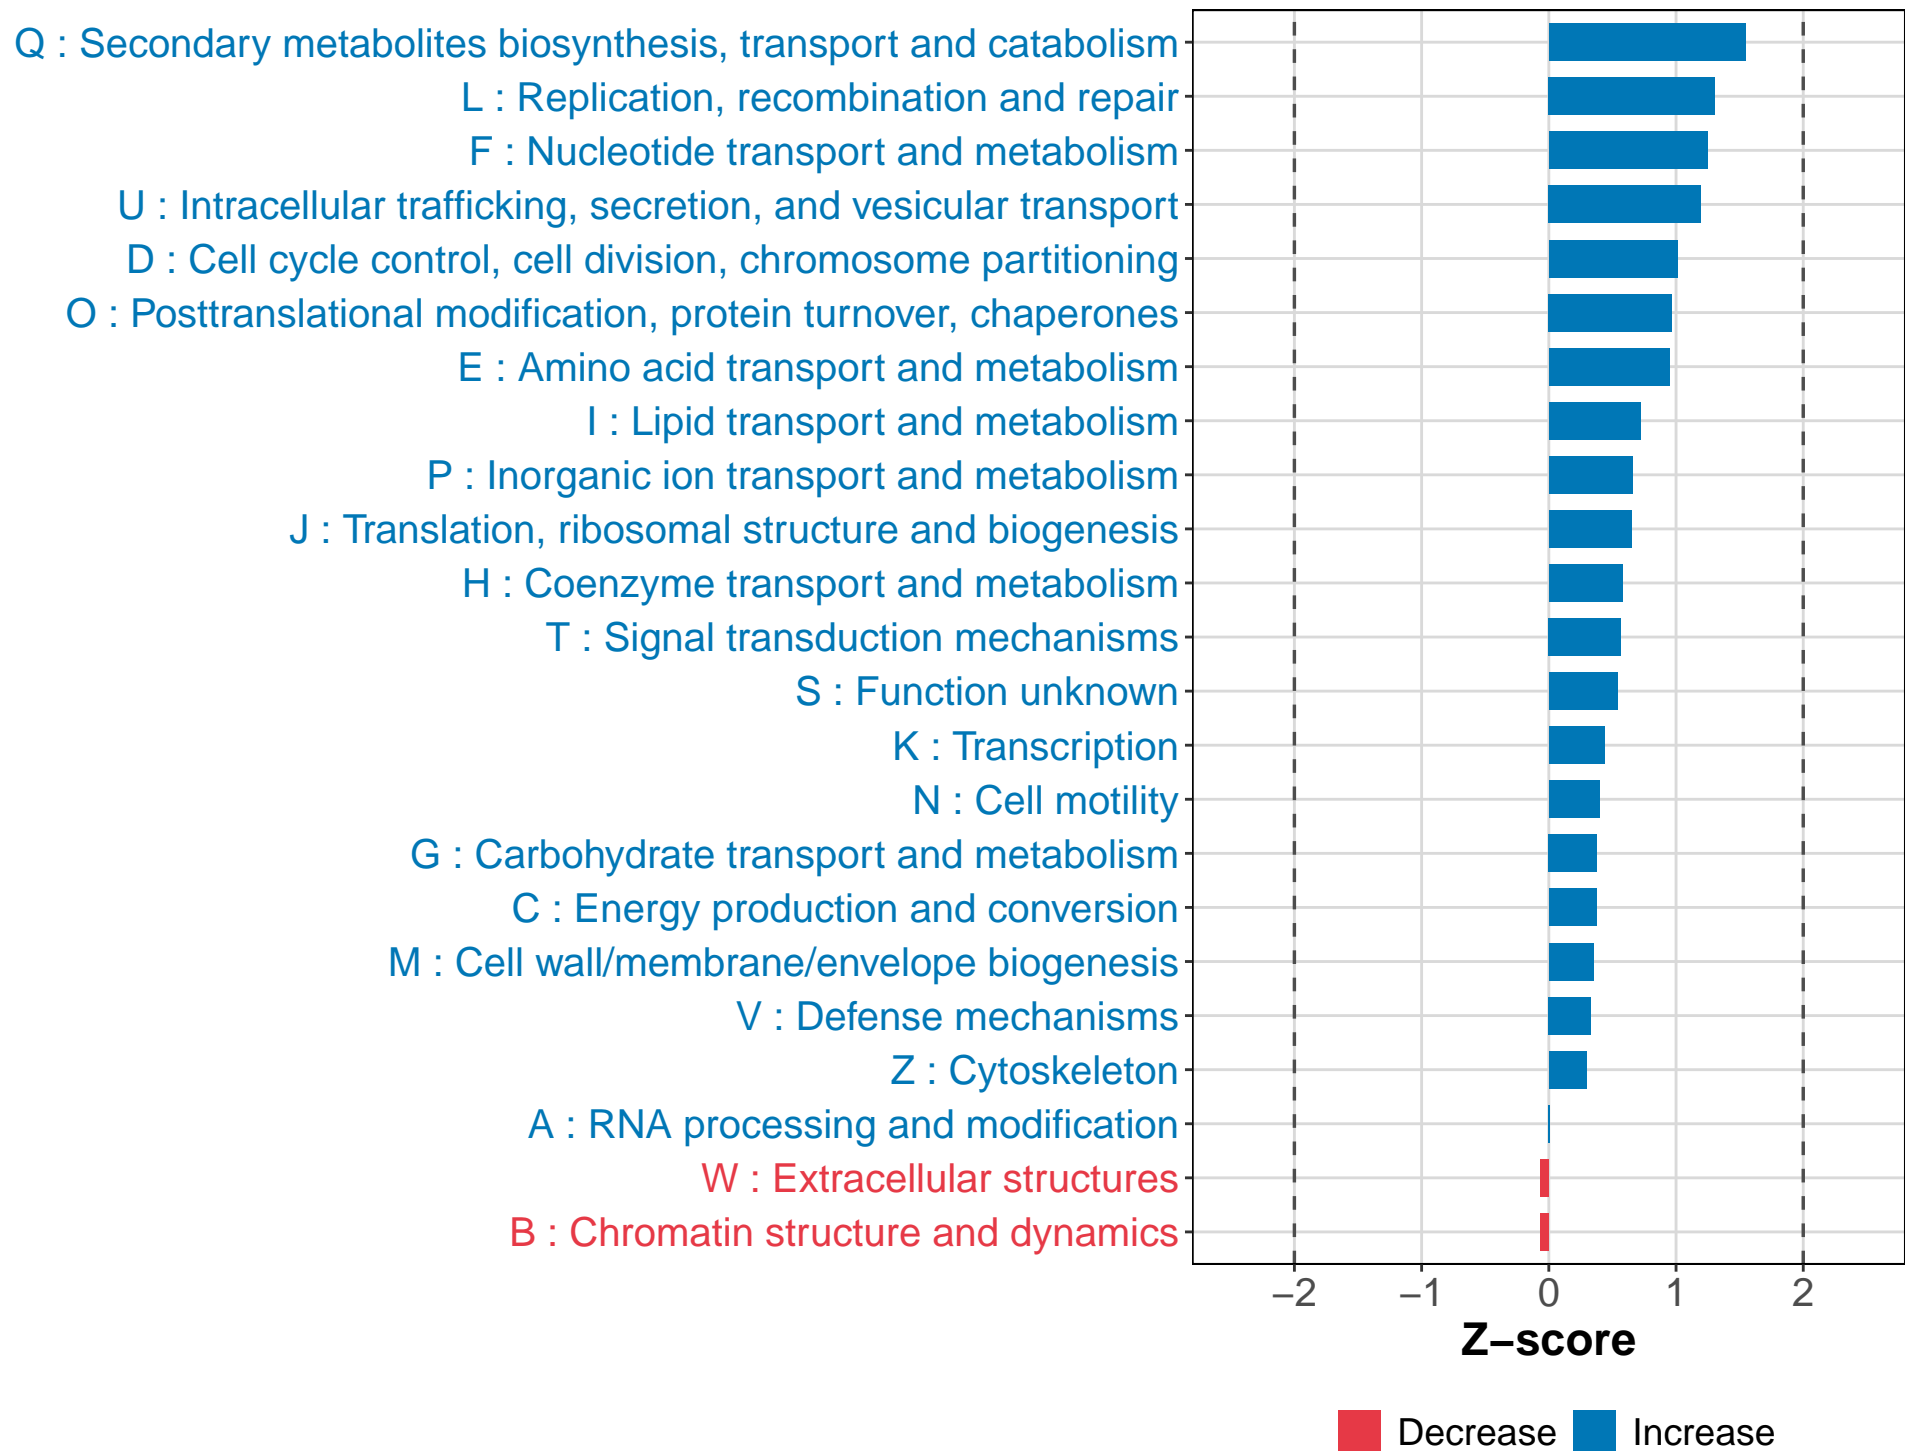 Q : Secondary metabolites biosynthesis, transport and catabolism
L : Replication, recombination and repair
F : Nucleotide transport and metabolism
U : Intracellular trafficking, secretion, and vesicular transport
D : Cell cycle control, cell division, chromosome partitioning
O : Posttranslational modification, protein turnover, chaperones
E : Amino acid transport and metabolism
I : Lipid transport and metabolism
P : Inorganic ion transport and metabolism
J : Translation, ribosomal structure and biogenesis
H : Coenzyme transport and metabolism
T : Signal transduction mechanisms
S : Function unknown
K : Transcription
N : Cell motility
G : Carbohydrate transport and metabolism
C : Energy production and conversion
M : Cell wall/membrane/envelope biogenesis
V : Defense mechanisms
Z : Cytoskeleton
A : RNA processing and modification
W : Extracellular structures
B : Chromatin structure and dynamics
−2 −1 0 1 2
Z−score
Decrease Increase